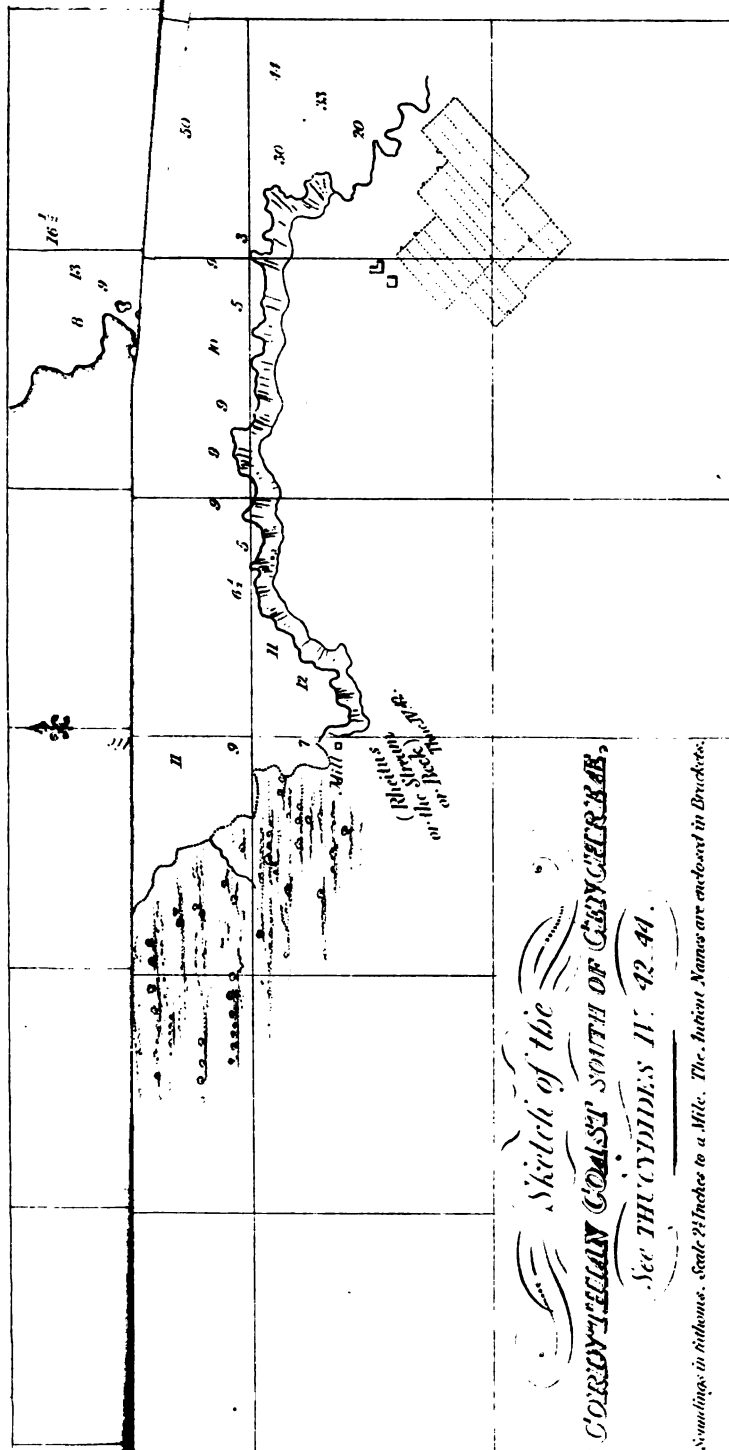 Sketch of the
CORINTHIAN COAST SOUTH OF CENCHREAE,
See THUCYDIDES IV. 42. 44.
Soundings in Fathoms. Scale 2½ Inches to a Mile. The Antient Names are enclosed in Brackets.
Mill
(Rheitus
or the Stream)
or Beck
11
9
7
12
11
6½
5
9
9
9
10
5
9
3
50
30
44
33
20
8
9
13
16½